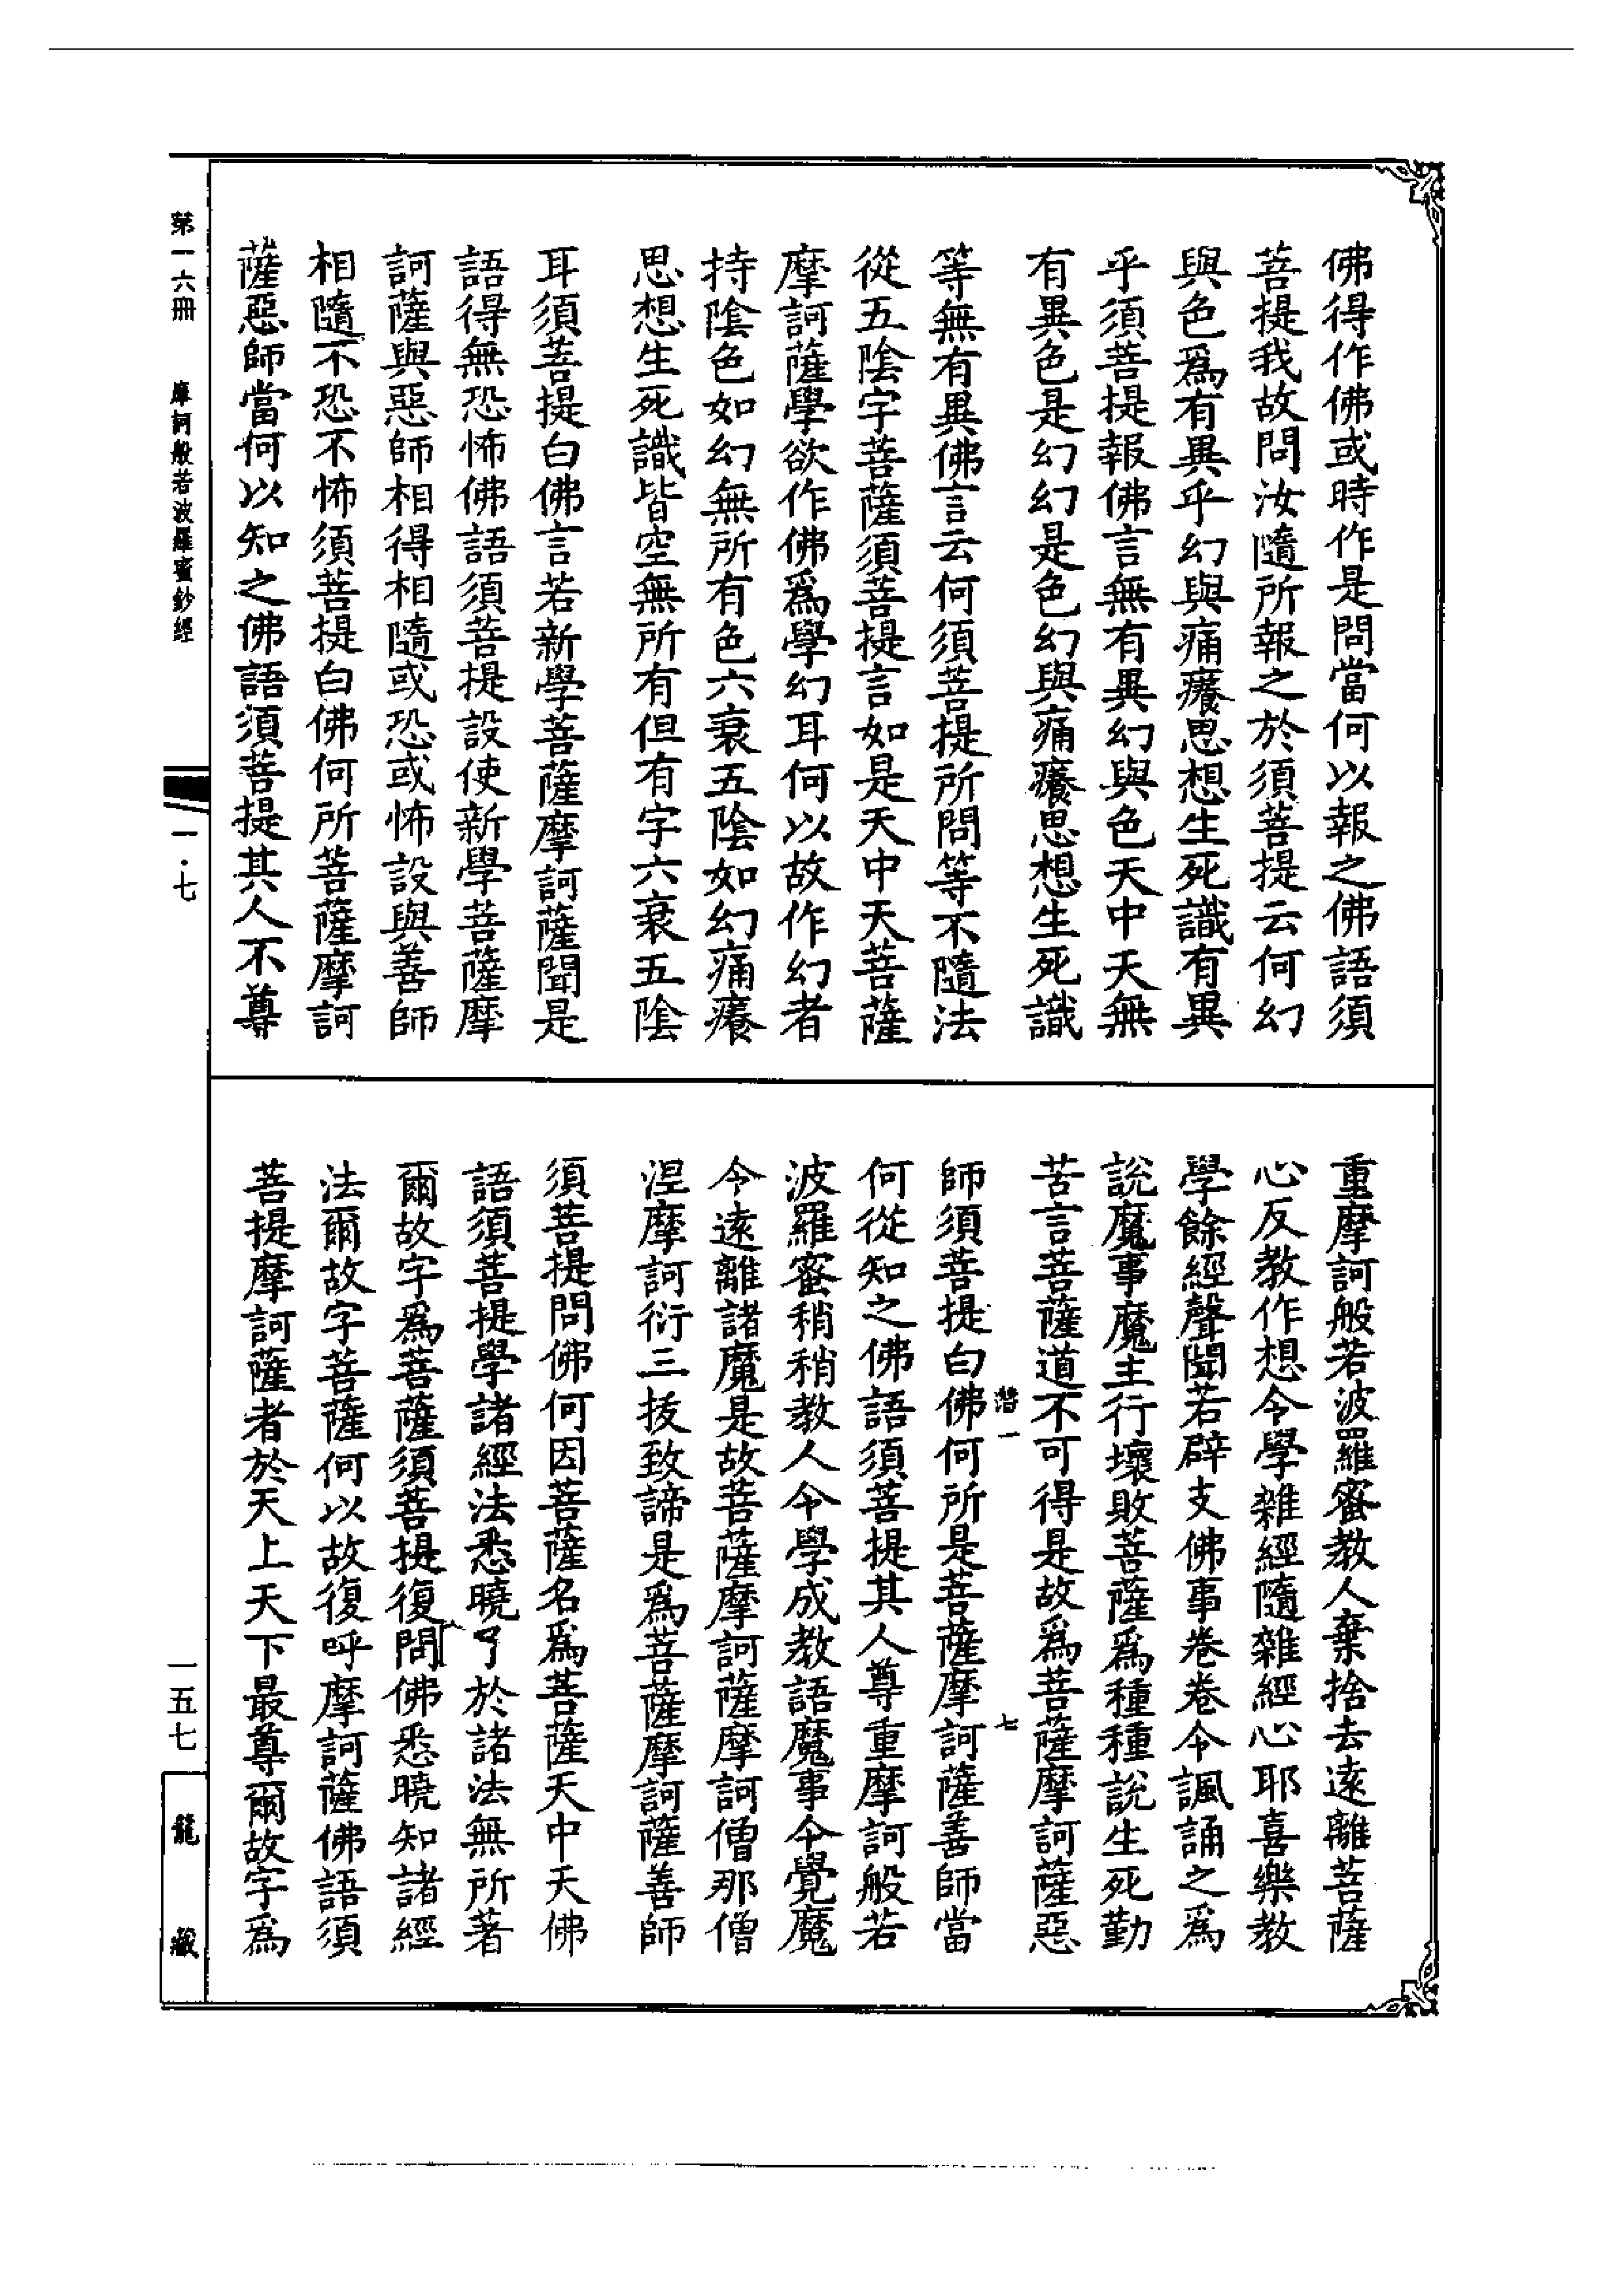 佛得作佛或時作是問當何以報之佛語須
菩提我故問汝隨所報之於須菩提云何幻
與色爲有異乎幻與痛癢思想生死識有異
乎須菩提報佛言無有異幻與色天中天無
有異色是幻幻是色幻與痛癢思想生死識
等無有異佛言云何須菩提所問等不隨法
從五陰字菩薩須菩提言如是天中天菩薩
摩訶薩學欲作佛爲學幻耳何以故作幻者
持陰色如幻無所有色六衰五陰如幻痛癢
思想生死識皆空無所有但有字六衰五陰
耳須菩提白佛言若新學菩薩摩訶薩聞是
語得無恐怖佛語須菩提設使新學菩薩摩
訶薩與惡師相得相隨或恐或怖設與善師
相隨不恐不怖須菩提白佛何所菩薩摩訶
薩惡師當何以知之佛語須菩提其人不尊
重摩訶般若波羅蜜教人棄捨去遠離菩薩
心反教作想令學雜經隨雜經心耶喜樂教
學餘經聲聞若辟支佛事卷卷令諷誦之爲
說魔事魔主行壞敗菩薩爲種種說生死勤
苦言菩薩道不可得是故爲菩薩摩訶薩惡
師須菩提白佛何所是菩薩摩訶薩善師當
何從知之佛語須菩提其人尊重摩訶般若
波羅蜜稍稍教人令學成教語魔事令覺魔
令遠離諸魔是故菩薩摩訶薩摩訶僧那僧
涅摩訶衍三拔致諦是爲菩薩摩訶薩善師
須菩提問佛何因菩薩名爲菩薩天中天佛
語須菩提學諸經法悉曉了於諸法無所著
爾故字爲菩薩須菩提復問佛悉曉知諸經
法爾故字菩薩何以故復呼摩訶薩佛語須
菩提摩訶薩者於天上天下最尊爾故字爲
第一六冊　摩訶般若波羅蜜鈔經
一·七
一五七
龍藏
一
七